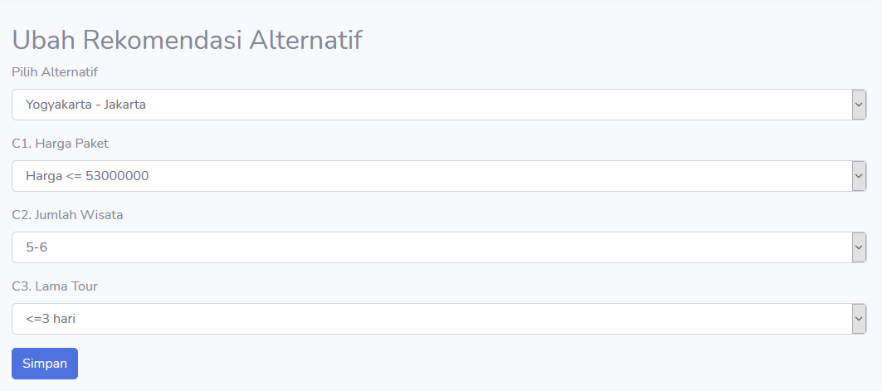 Ubah Rekomendasi Alternatif
Pilih Alternatif
Yogyakarta - Jakarta
C1. Harga Paket
Harga <= 53000000
C2. Jumlah Wisata
5-6
C3. Lama Tour
<=3 hari
Simpan